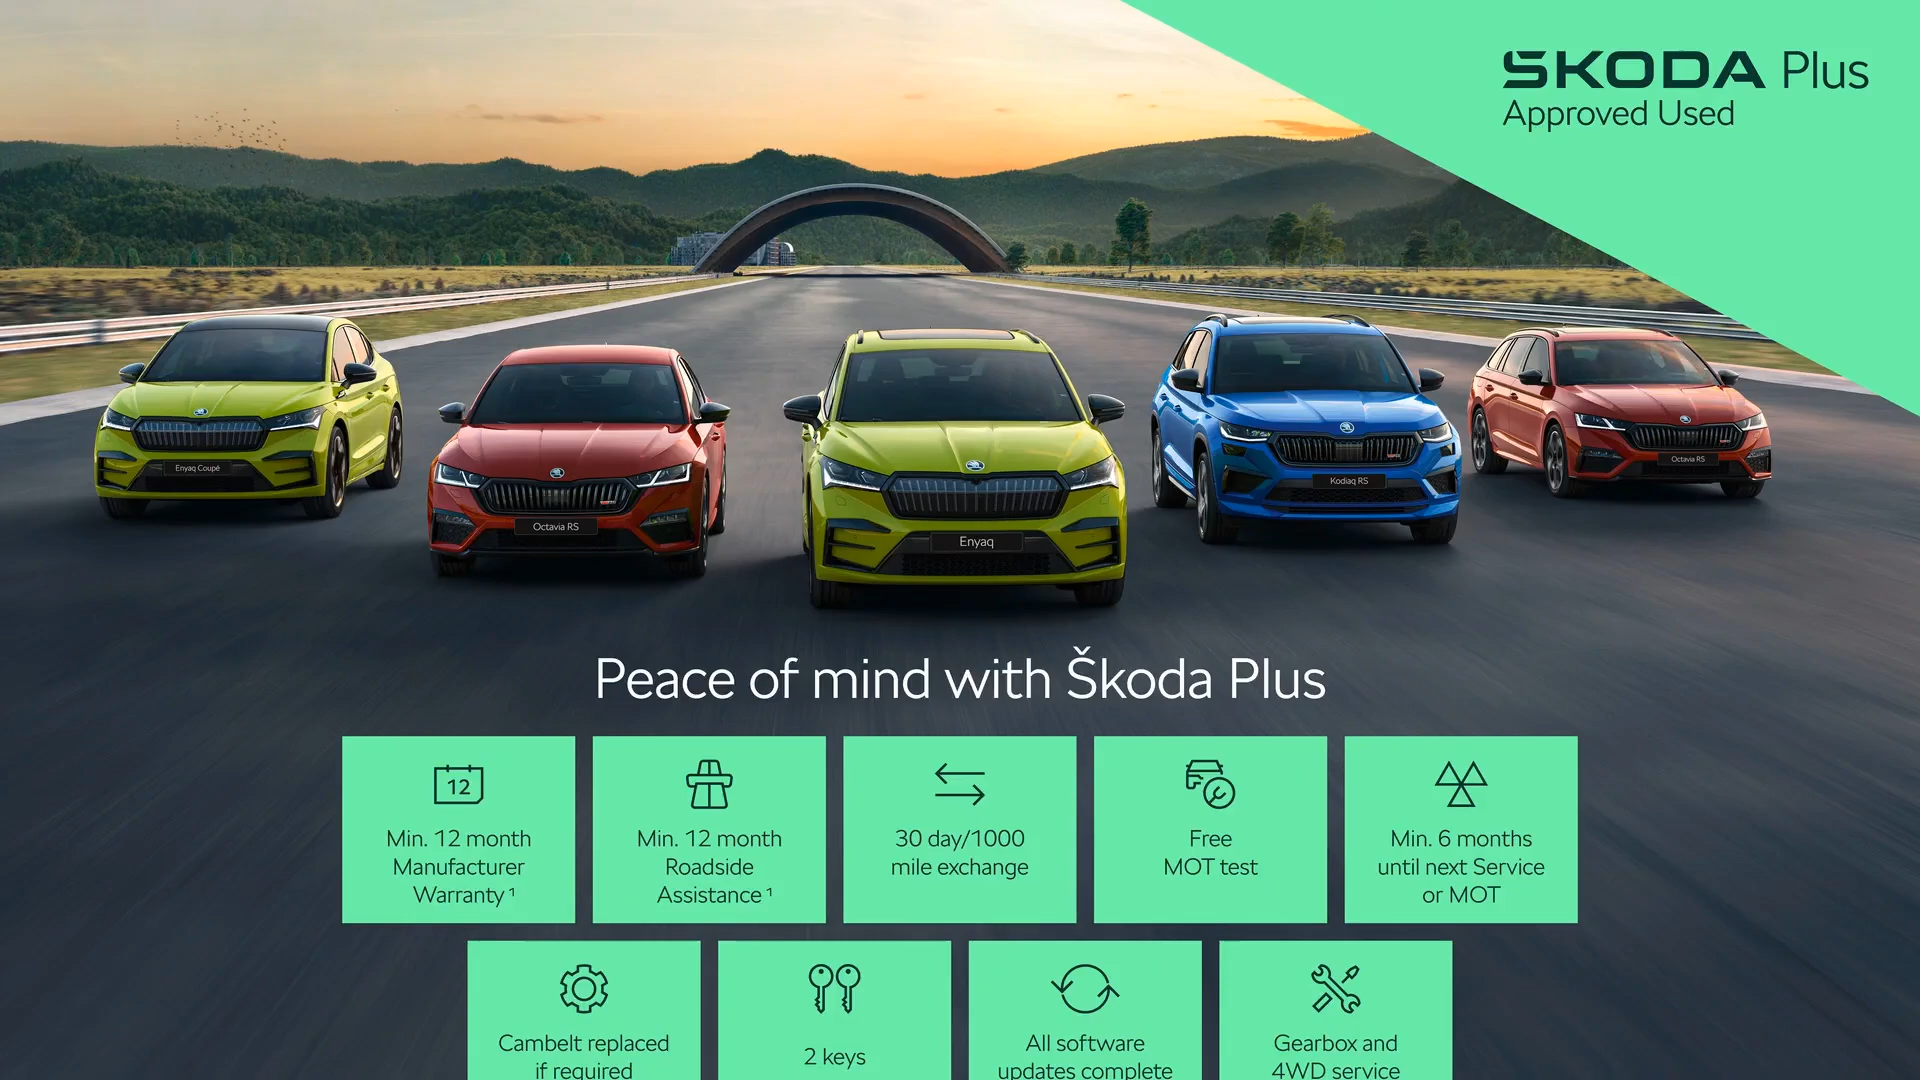 ŠKODA Plus
Approved Used
Enyaq Coupé
Octavia RS
Enyaq
Kodiaq RS
Octavia RS
Peace of mind with Škoda Plus
12
Min. 12 month
Manufacturer
Warranty ¹
Min. 12 month
Roadside
Assistance ¹
30 day/1000
mile exchange
Free
MOT test
Min. 6 months
until next Service
or MOT
Cambelt replaced
if required
2 keys
All software
updates complete
Gearbox and
4WD service